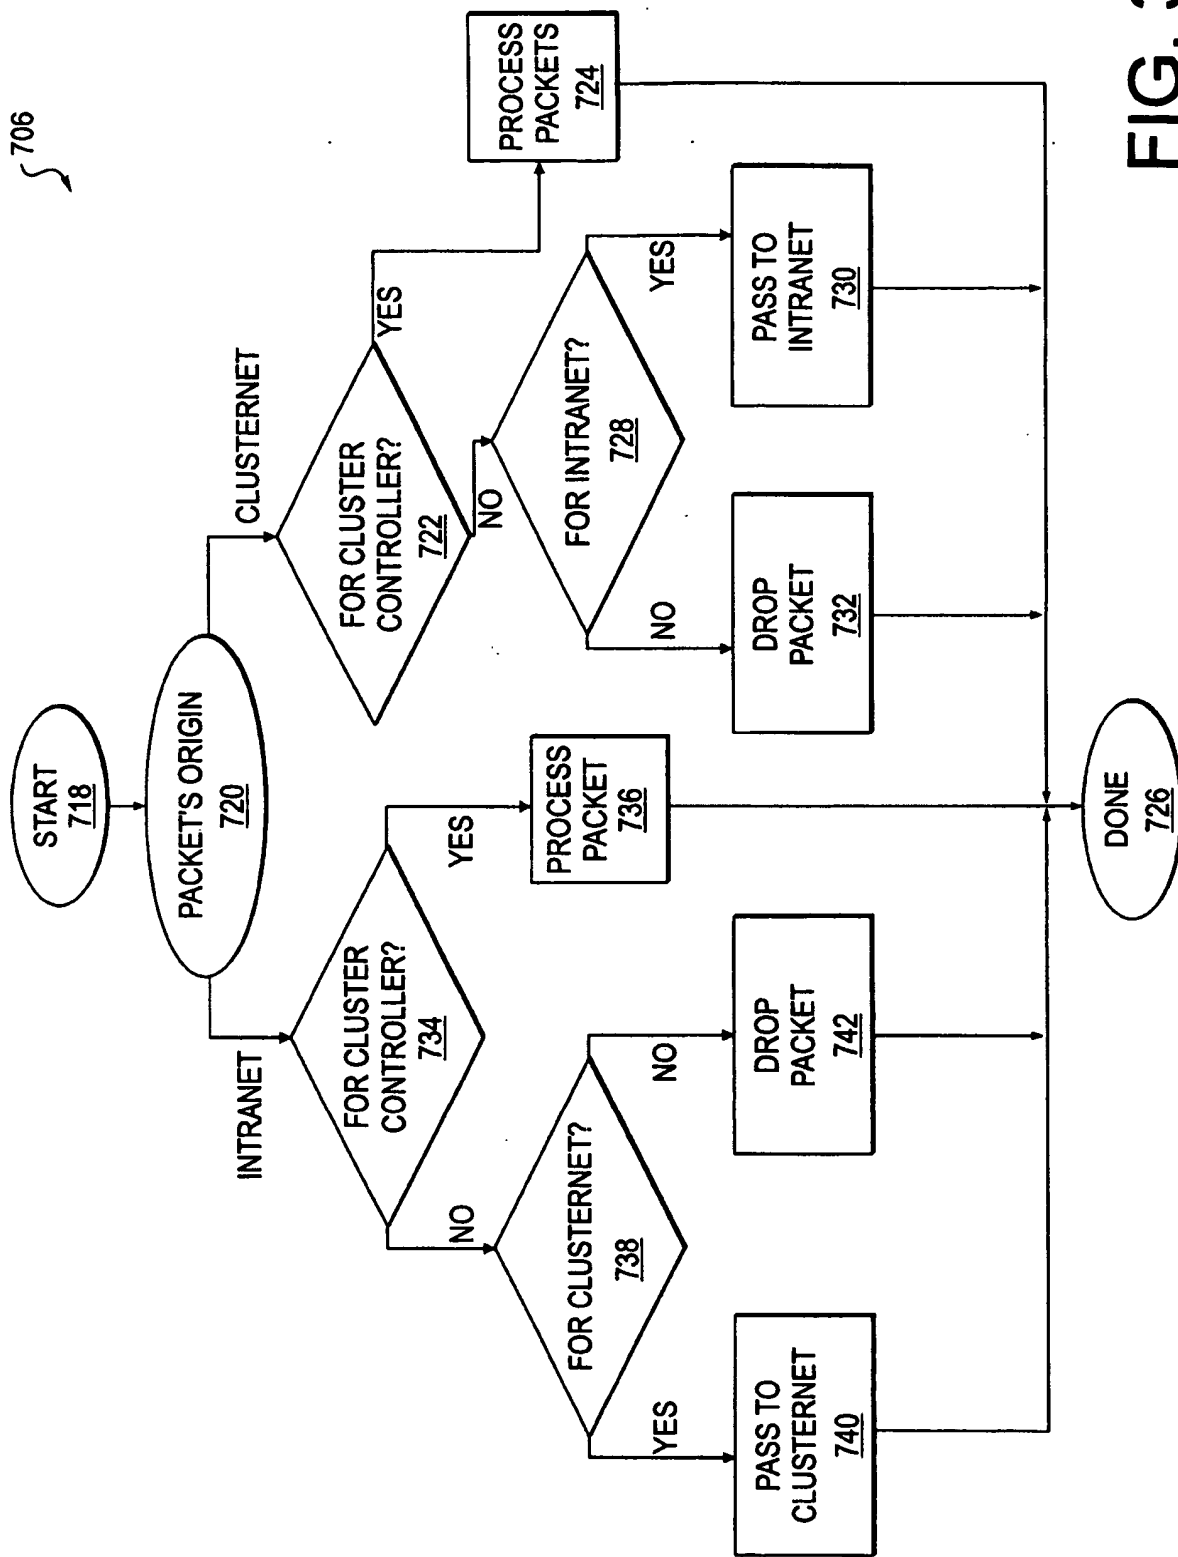 706
START
718
PACKET'S ORIGIN
720
INTRANET
CLUSTERNET
FOR CLUSTER
CONTROLLER?
734
FOR CLUSTER
CONTROLLER?
722
NO
YES
NO
YES
FOR CLUSTERNET?
738
PROCESS
PACKET
736
FOR INTRANET?
728
PROCESS
PACKETS
724
YES
NO
NO
YES
PASS TO
CLUSTERNET
740
DROP
PACKET
742
DROP
PACKET
732
PASS TO
INTRANET
730
DONE
726
FIG.